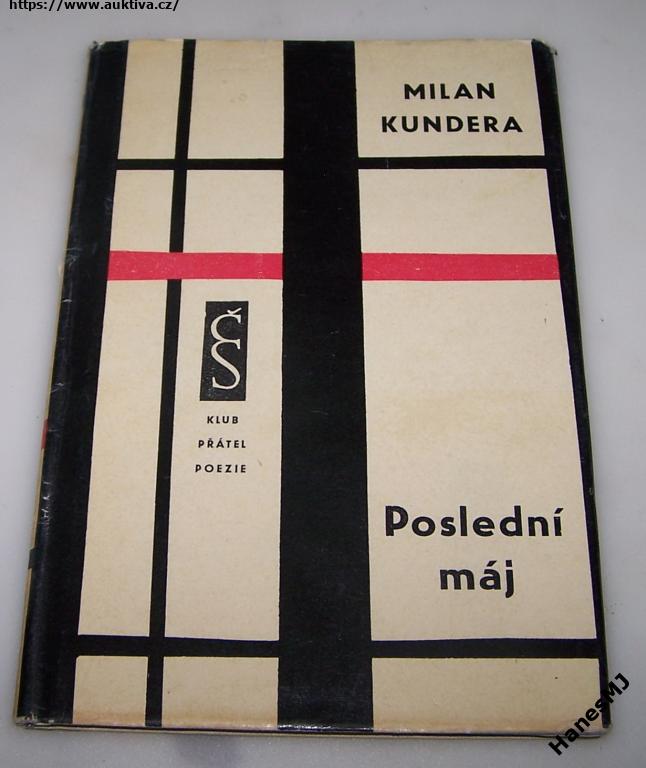 https://www.auktiva.cz/
MILAN
KUNDERA
ČS
KLUB
PŘÁTEL
POEZIE
Poslední
máj
HanesMJ